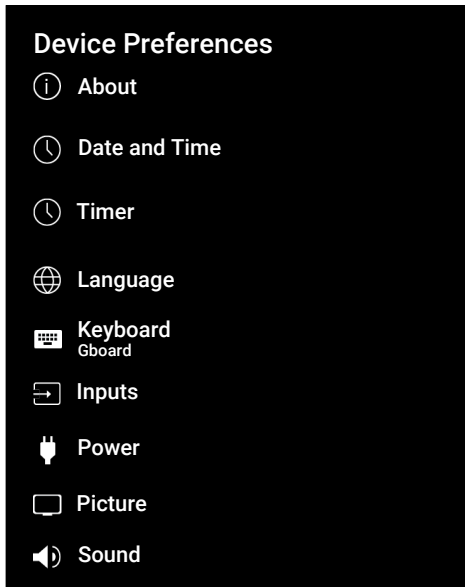 Device Preferences
About
Date and Time
Timer
Language
Keyboard
Gboard
Inputs
Power
Picture
Sound